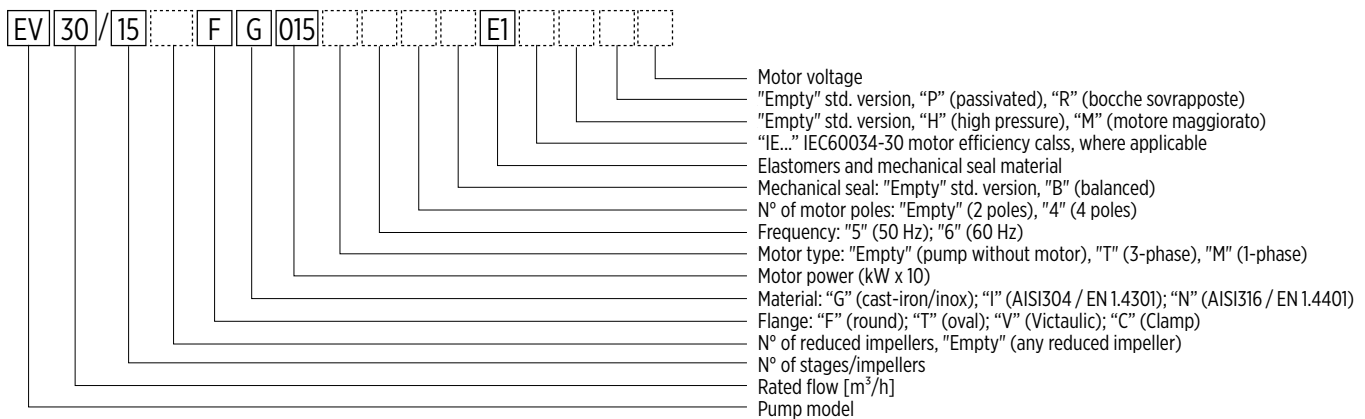 EV 30 / 15 F G 015 E1
Motor voltage
"Empty" std. version, “P” (passivated), “R” (bocche sovrapposte)
"Empty" std. version, “H” (high pressure), “M” (motore maggiorato)
“IE...” IEC60034-30 motor efficiency calss, where applicable
Elastomers and mechanical seal material
Mechanical seal: "Empty" std. version, "B" (balanced)
N° of motor poles: "Empty" (2 poles), "4" (4 poles)
Frequency: "5" (50 Hz); "6" (60 Hz)
Motor type: "Empty" (pump without motor), "T" (3-phase), "M" (1-phase)
Motor power (kW x 10)
Material: “G” (cast-iron/inox); “I” (AISI304 / EN 1.4301); “N” (AISI316 / EN 1.4401)
Flange: “F” (round); “T” (oval); “V” (Victaulic); “C” (Clamp)
N° of reduced impellers, "Empty" (any reduced impeller)
N° of stages/impellers
Rated flow [m³/h]
Pump model